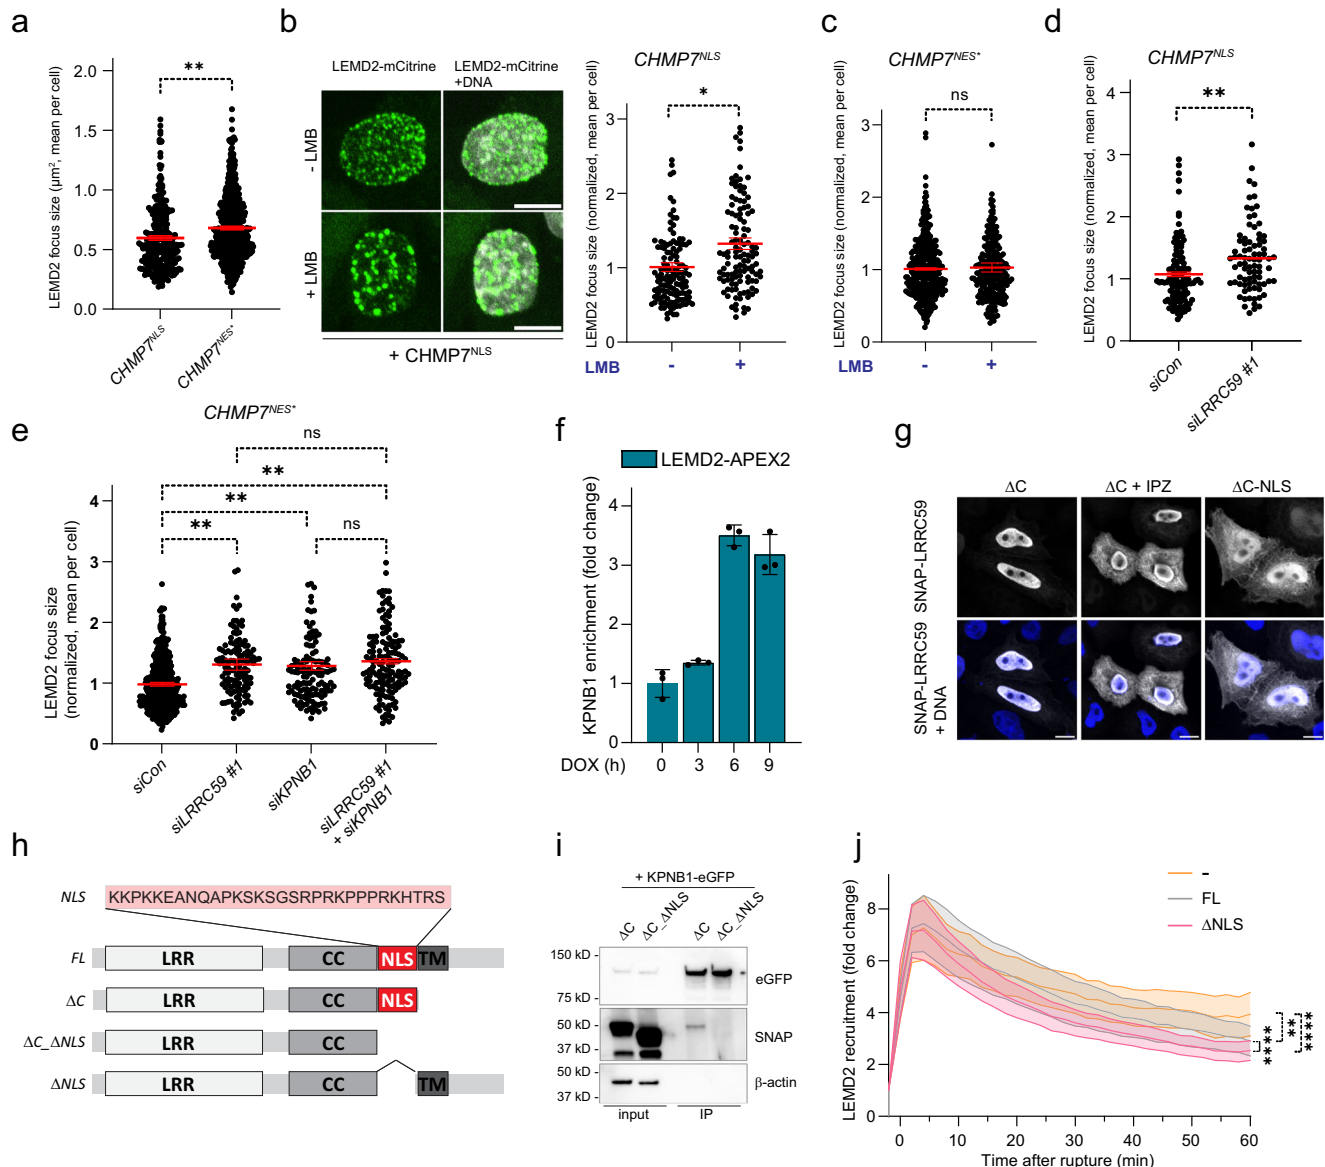 a
LEMD2 focus size (µm², mean per cell)
2.0
1.5
1.0
0.5
0.0
**
CHMP7NLS
CHMP7NES*
b
LEMD2-mCitrine
LEMD2-mCitrine
+DNA
- LMB
+ LMB
+ CHMP7NLS
CHMP7NLS
LEMD2 focus size (normalized, mean per cell)
3
2
1
0
*
LMB - +
c
CHMP7NES*
LEMD2 focus size (normalized, mean per cell)
4
3
2
1
0
ns
LMB - +
d
CHMP7NLS
LEMD2 focus size (normalized, mean per cell)
4
3
2
1
0
**
siCon
siLRRC59 #1
e
CHMP7NES*
LEMD2 focus size
(normalized, mean per cell)
4
3
2
1
0
ns
**
**
**
ns
siCon
siLRRC59 #1
siKPNB1
siLRRC59 #1
+ siKPNB1
f
LEMD2-APEX2
KPNB1 enrichment (fold change)
4
3
2
1
0
DOX (h) 0 3 6 9
g
ΔC
ΔC + IPZ
ΔC-NLS
SNAP-LRRC59
SNAP-LRRC59
+ DNA
h
NLS KKPKKEANQAPKSKSGSRPRKPPPRKHTRS
FL LRR CC NLS TM
ΔC LRR CC NLS
ΔC_ΔNLS LRR CC
ΔNLS LRR CC TM
i
+ KPNB1-eGFP
ΔC ΔC_ΔNLS ΔC ΔC_ΔNLS
150 kD -
75 kD -
eGFP
50 kD -
37 kD -
SNAP
50 kD -
37 kD -
β-actin
input IP
j
LEMD2 recruitment (fold change)
8
6
4
2
0
-
FL
ΔNLS
****
**
****
0 10 20 30 40 50 60
Time after rupture (min)